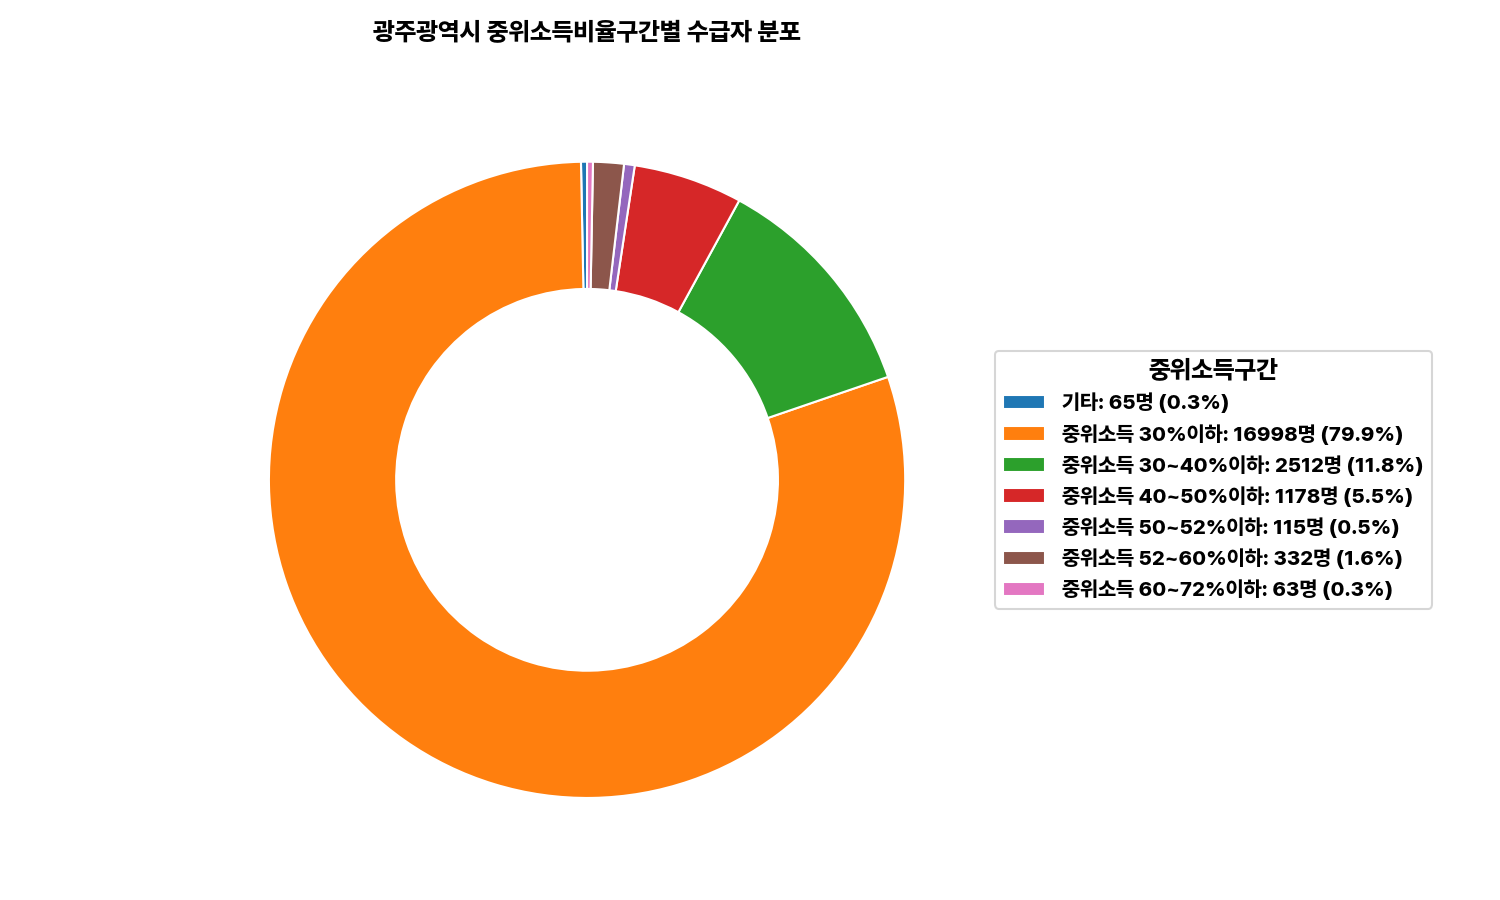 광주광역시 중위소득비율구간별 수급자 분포
중위소득구간
기타: 65명 (0.3%)
중위소득 30%이하: 16998명 (79.9%)
중위소득 30~40%이하: 2512명 (11.8%)
중위소득 40~50%이하: 1178명 (5.5%)
중위소득 50~52%이하: 115명 (0.5%)
중위소득 52~60%이하: 332명 (1.6%)
중위소득 60~72%이하: 63명 (0.3%)